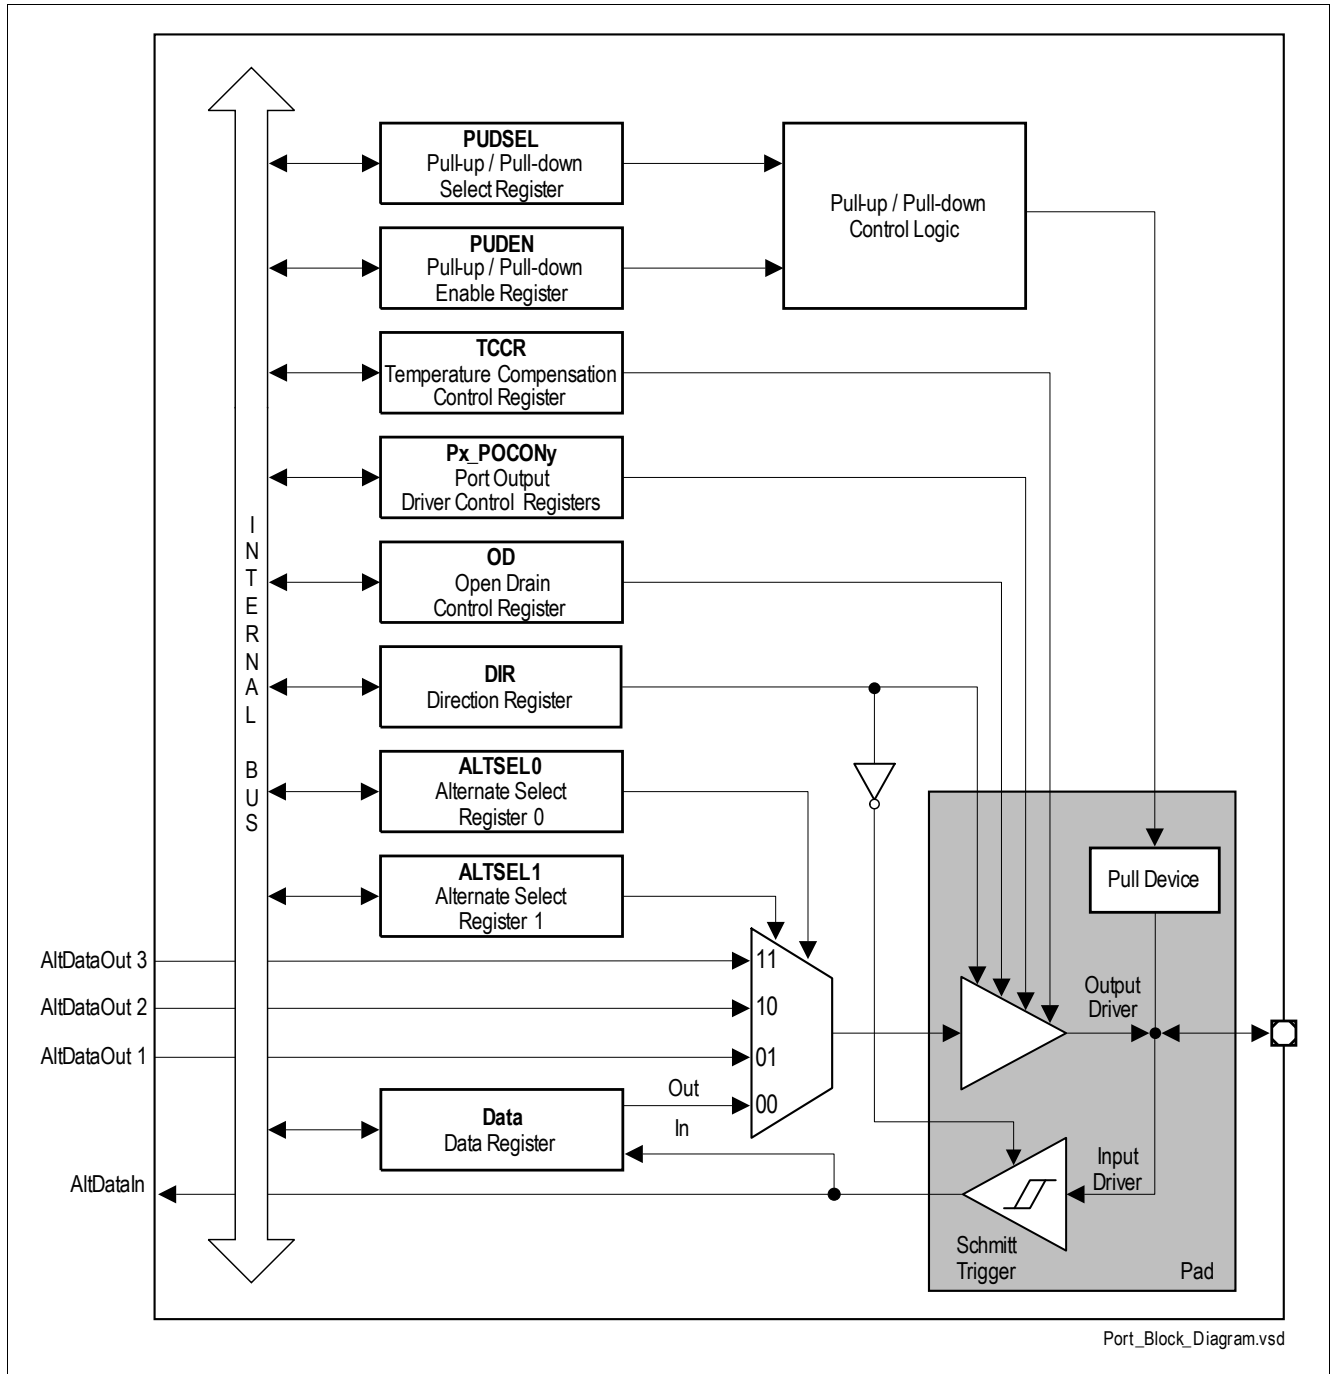 PUDSEL
Pull-up / Pull-down
Select Register
Pull-up / Pull-down
Control Logic
PUDEN
Pull-up / Pull-down
Enable Register
TCCR
Temperature Compensation
Control Register
Px_POCONy
Port Output
Driver Control Registers
INTERNAL BUS
OD
Open Drain
Control Register
DIR
Direction Register
ALTSEL0
Alternate Select
Register 0
ALTSEL1
Alternate Select
Register 1
Pull Device
AltDataOut 3
11
AltDataOut 2
10
AltDataOut 1
01
Output
Driver
Data
Data Register
Out
00
In
AltDataIn
Input
Driver
Schmitt
Trigger
Pad
Port_Block_Diagram.vsd